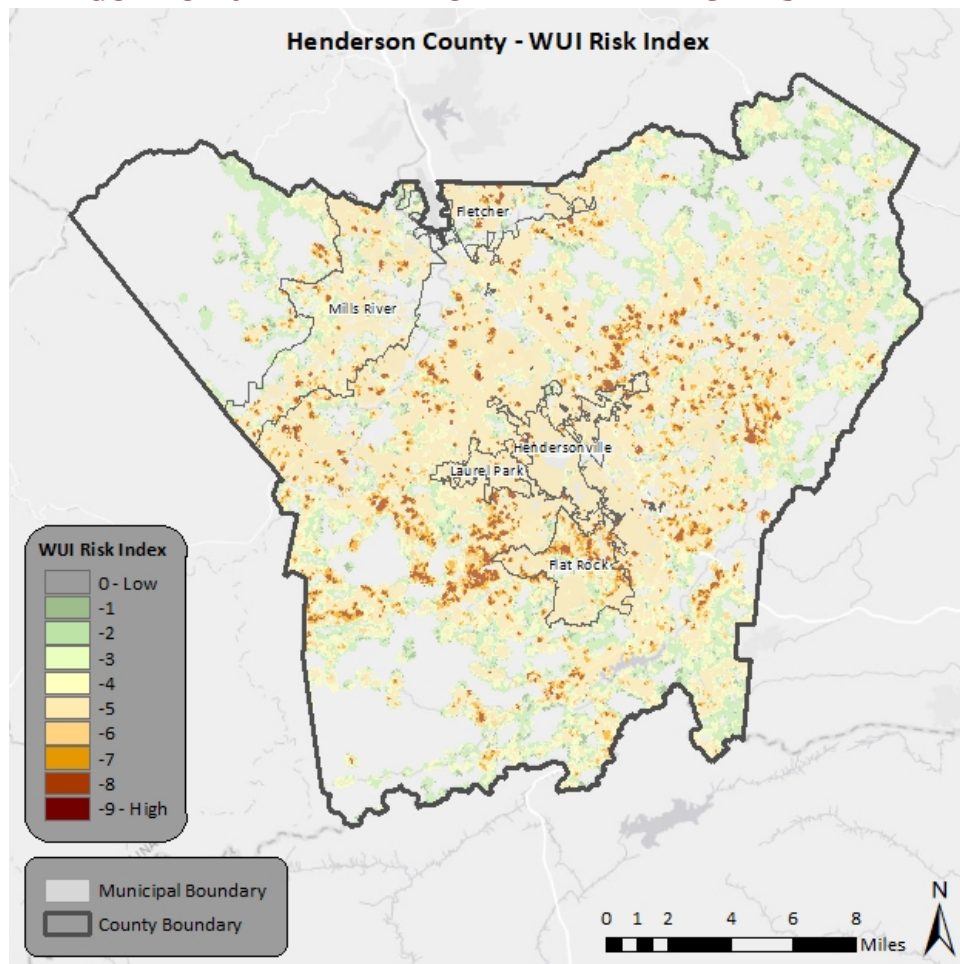 Henderson County - WUI Risk Index
Fletcher
Mills River
Hendersonville
Laurel Park
Flat Rock
WUI Risk Index
0 - Low
-1
-2
-3
-4
-5
-6
-7
-8
-9 - High
Municipal Boundary
County Boundary
N
0 1 2 4 6 8
Miles